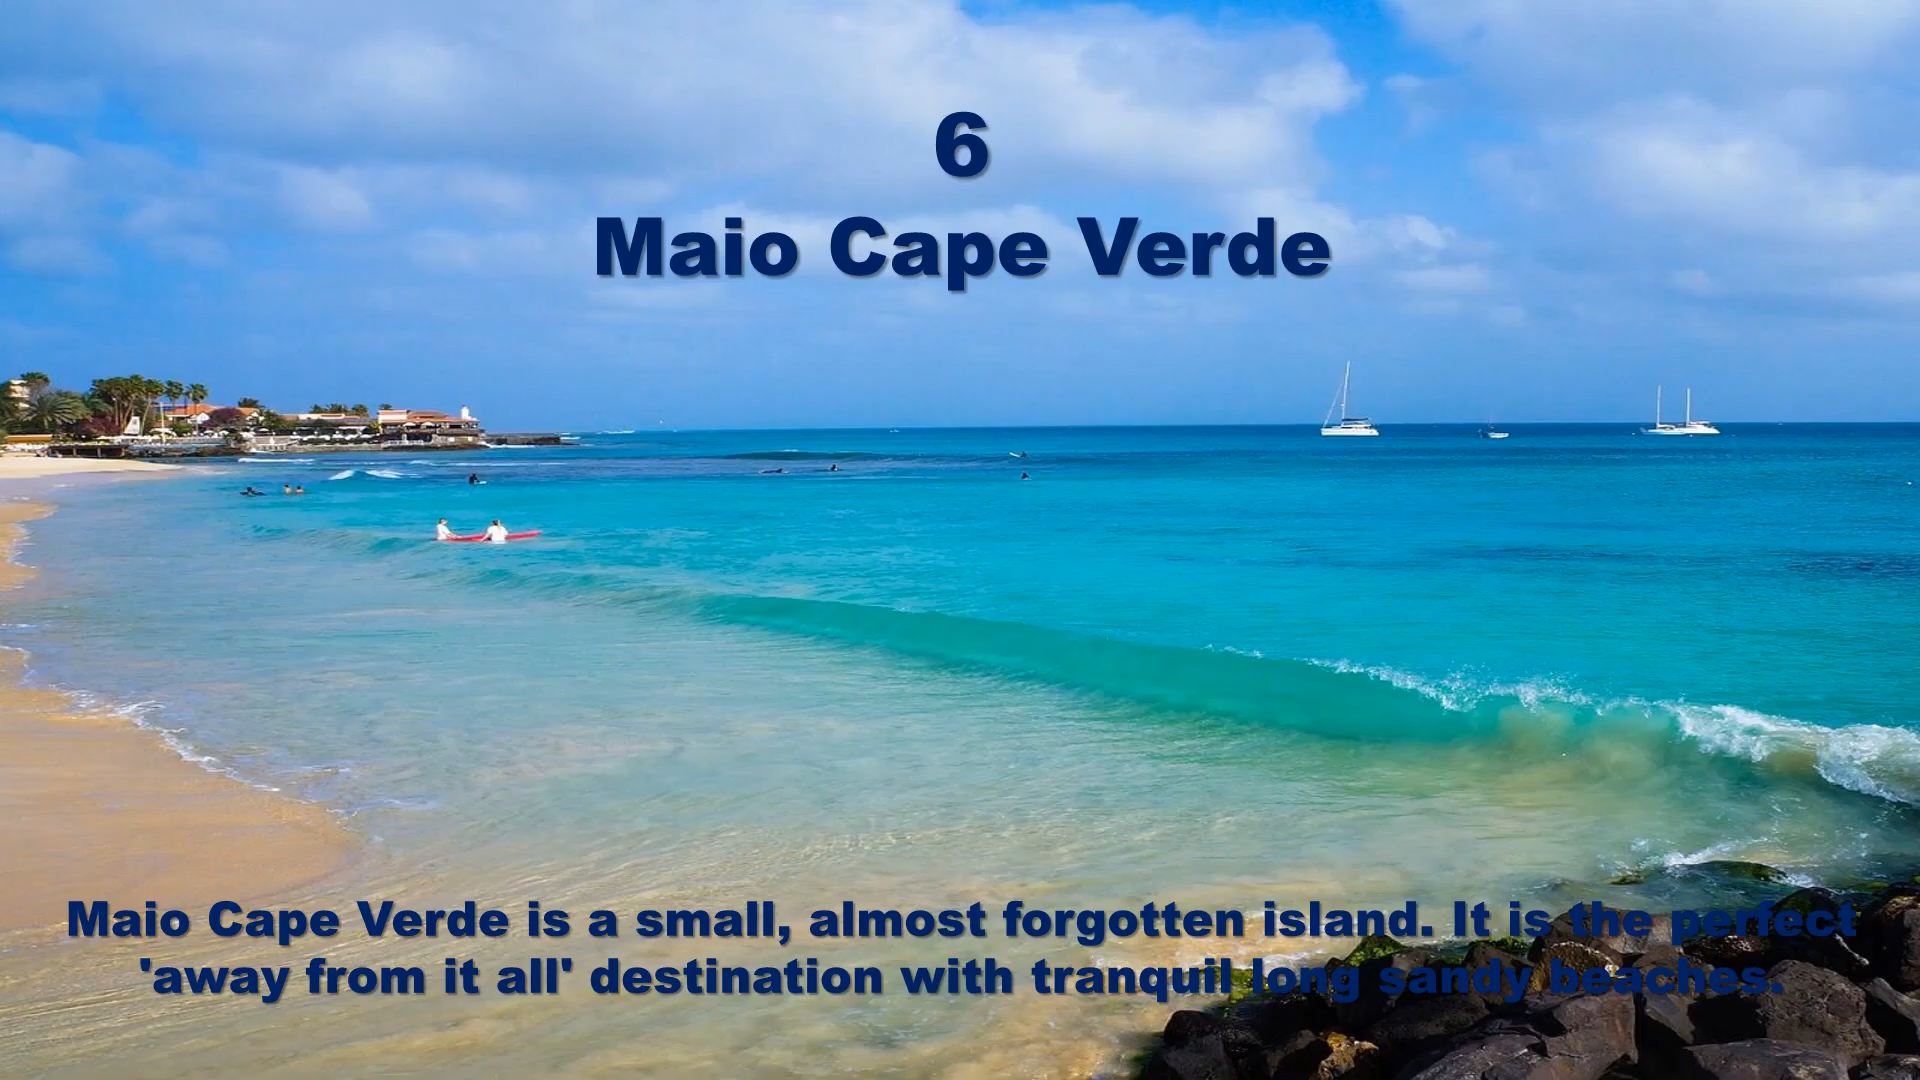 6
Maio Cape Verde
Maio Cape Verde is a small, almost forgotten island. It is the perfect
'away from it all' destination with tranquil long sandy beaches.